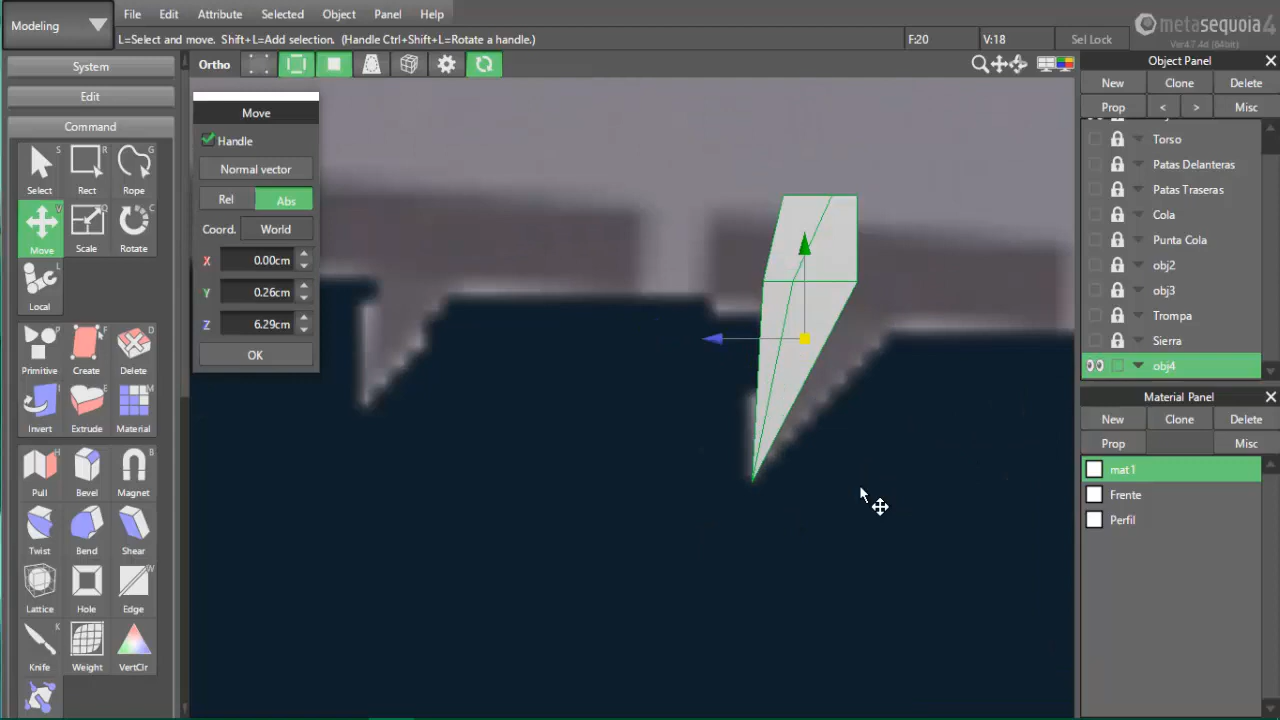 Modeling
File Edit Attribute Selected Object Panel Help
metasequoia 4
Ver4.7.4d (64bit)
L=Select and move. Shift+L=Add selection. (Handle Ctrl+Shift+L=Rotate a handle.)
F:20
V:18
Sel Lock
Ortho
System
Edit
Command
Select S
Rect R
Rope G
Move V
Scale Q
Rotate C
Local L
Primitive P
Create F
Delete D
Invert I
Extrude E
Material M
Pull H
Bevel
Magnet B
Twist
Bend
Shear
Lattice
Hole
Edge W
Knife K
Weight
VertClr
Move
Handle
Normal vector
Rel Abs
Coord. World
X 0.00cm
Y 0.26cm
Z 6.29cm
OK
Object Panel
New Clone Delete
Prop < > Misc
Torso
Patas Delanteras
Patas Traseras
Cola
Punta Cola
obj2
obj3
Trompa
Sierra
obj4
Material Panel
New Clone Delete
Prop Misc
mat1
Frente
Perfil